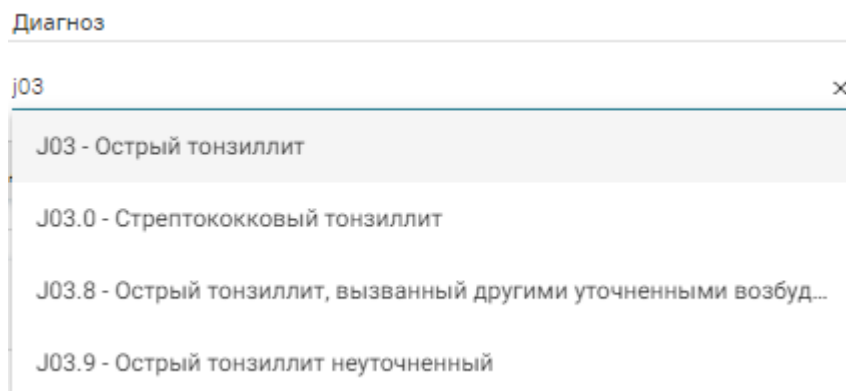 Диагноз
j03
J03 - Острый тонзиллит
J03.0 - Стрептококковый тонзиллит
J03.8 - Острый тонзиллит, вызванный другими уточненными возбуд...
J03.9 - Острый тонзиллит неуточненный